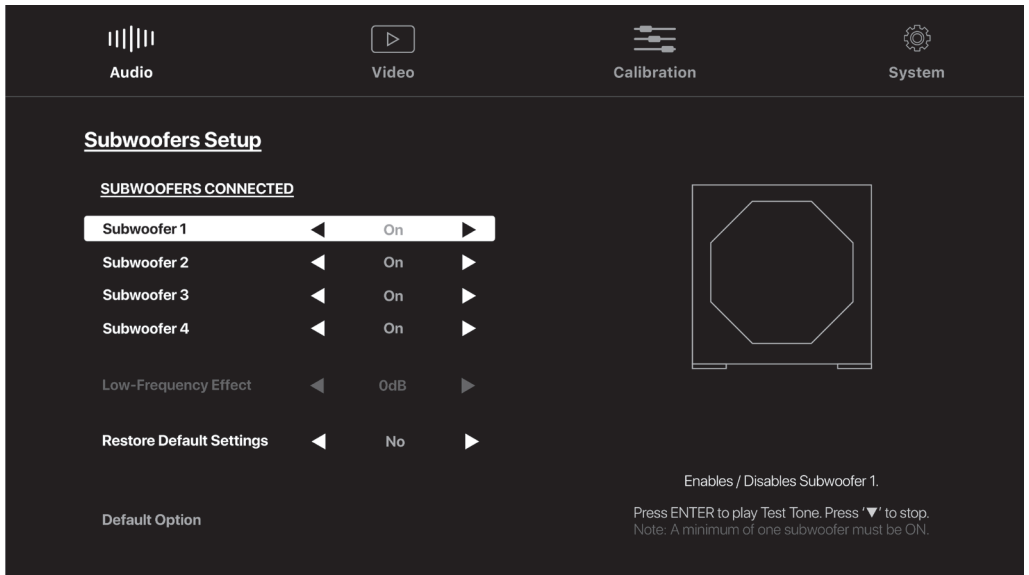 Audio
Video
Calibration
System
Subwoofers Setup
SUBWOOFERS CONNECTED
Subwoofer 1 ◀ On ▶
Subwoofer 2 ◀ On ▶
Subwoofer 3 ◀ On ▶
Subwoofer 4 ◀ On ▶
Low-Frequency Effect ◀ 0dB ▶
Restore Default Settings ◀ No ▶
Default Option
Enables / Disables Subwoofer 1.
Press ENTER to play Test Tone. Press ‘▼’ to stop.
Note: A minimum of one subwoofer must be ON.